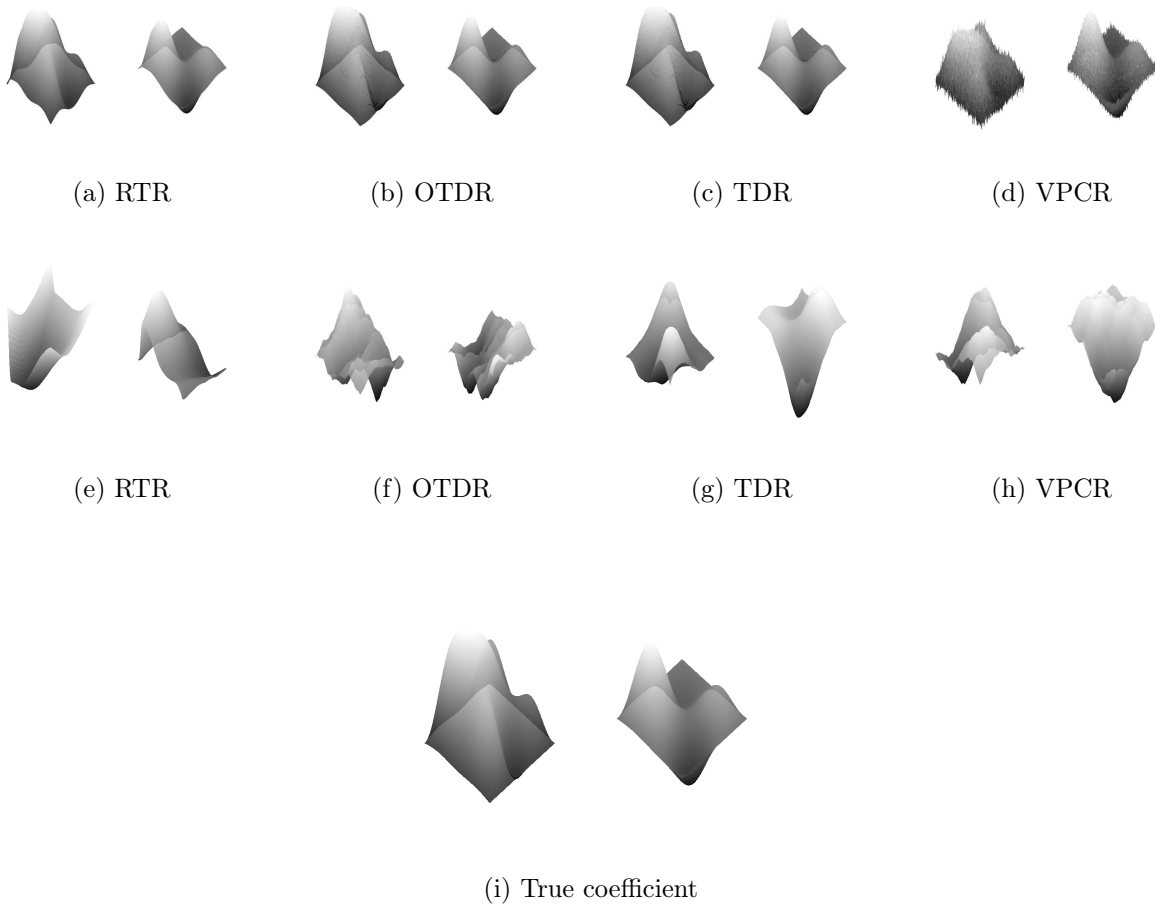 (a) RTR
(b) OTDR
(c) TDR
(d) VPCR
(e) RTR
(f) OTDR
(g) TDR
(h) VPCR
(i) True coefficient